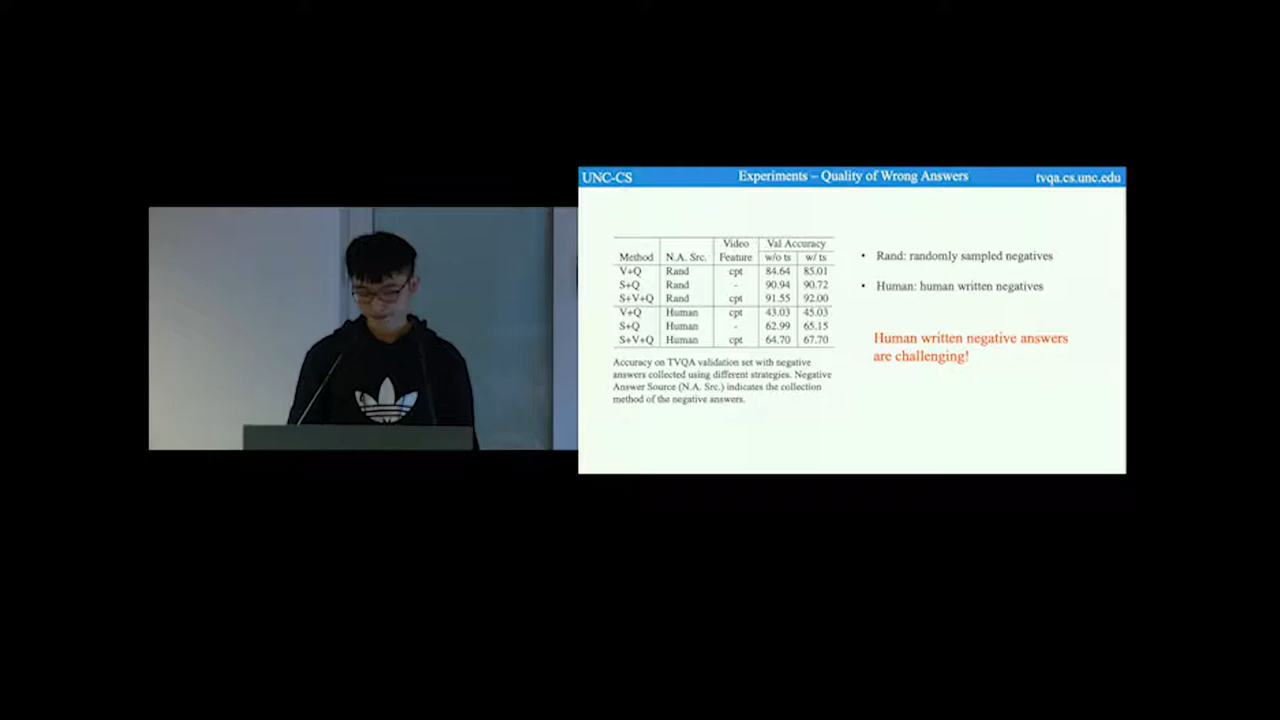 UNC-CS Experiments – Quality of Wrong Answers tvqa.cs.unc.edu
Video Val Accuracy
Method N.A. Src. Feature w/o ts w/ ts
V+Q Rand cpt 84.64 85.01
S+Q Rand - 90.94 90.72
S+V+Q Rand cpt 91.55 92.00
V+Q Human cpt 43.03 45.03
S+Q Human - 62.99 65.15
S+V+Q Human cpt 64.70 67.70
Accuracy on TVQA validation set with negative
answers collected using different strategies. Negative
Answer Source (N.A. Src.) indicates the collection
method of the negative answers.
• Rand: randomly sampled negatives
• Human: human written negatives
Human written negative answers
are challenging!